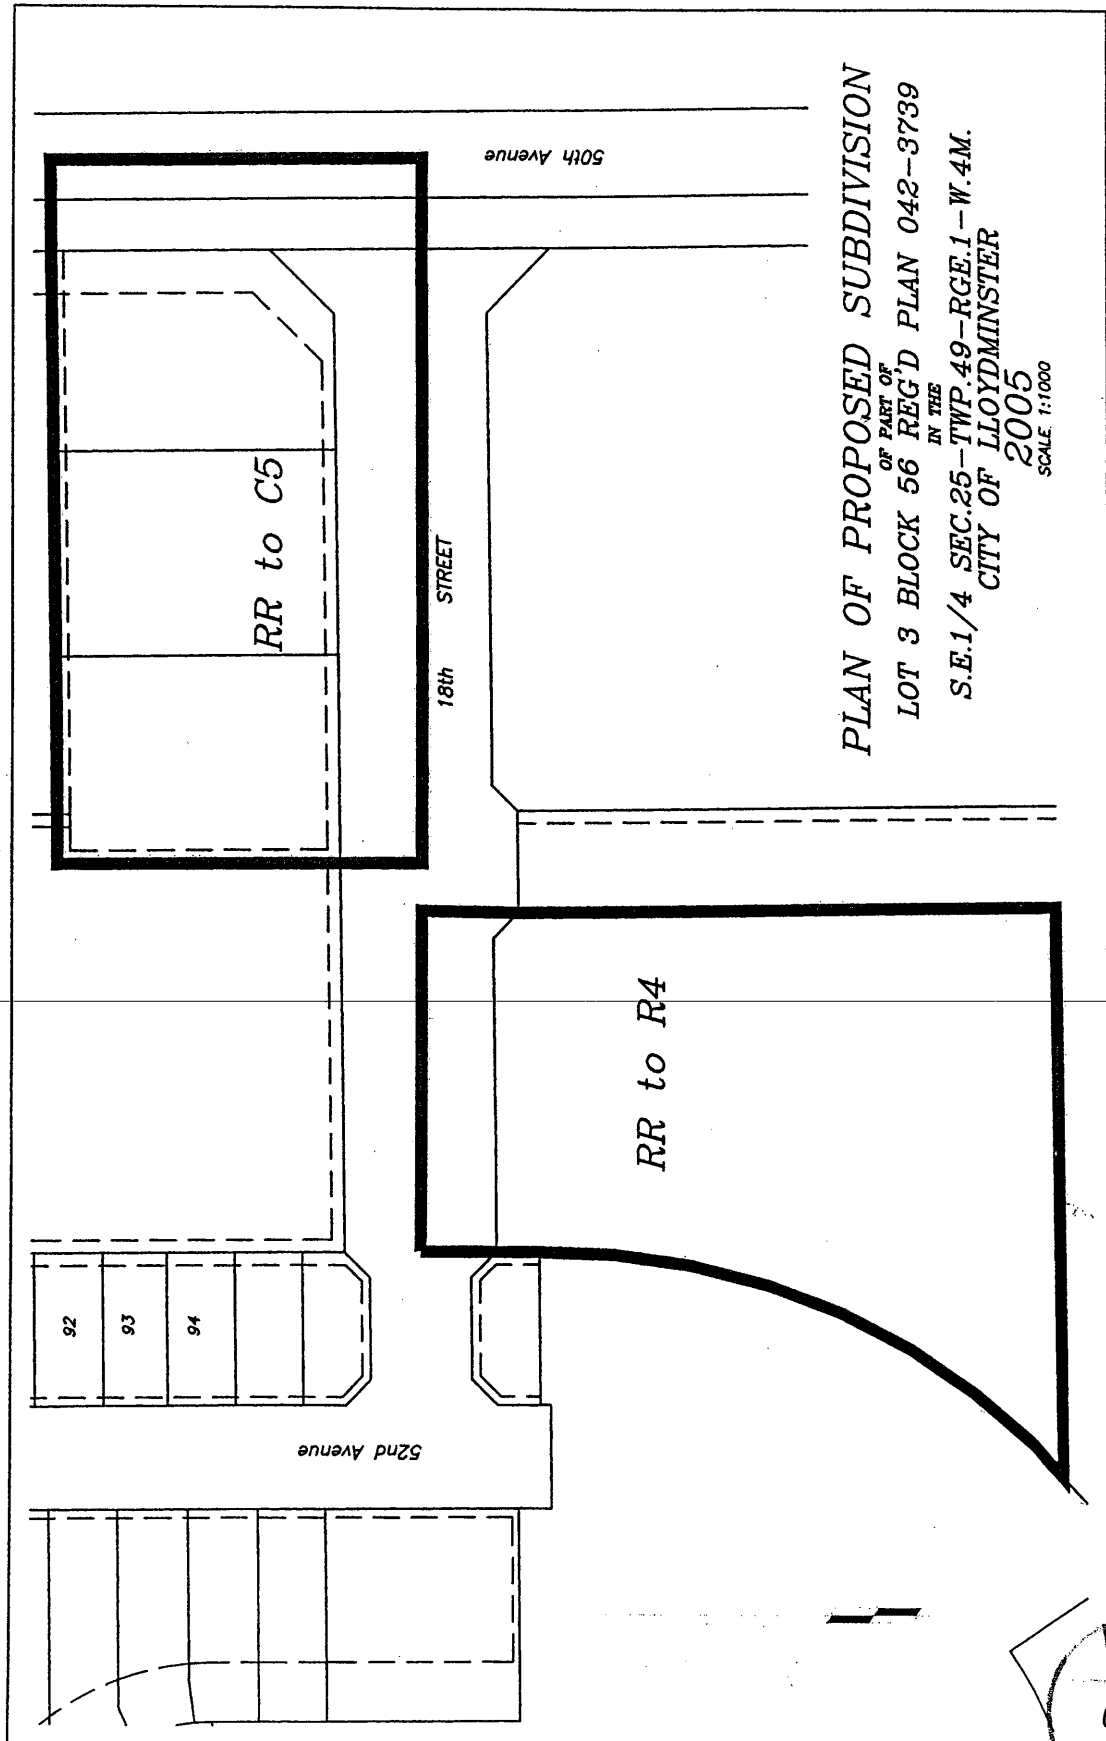 PLAN OF PROPOSED SUBDIVISION
OF PART OF
LOT 3 BLOCK 56 REG'D PLAN 042-3739
IN THE
S.E.1/4 SEC.25-TWP.49-RGE.1-W.4M.
CITY OF LLOYDMINSTER
2005
SCALE 1:1000
50th Avenue
RR to C5
18th STREET
RR to R4
92
93
94
52nd Avenue